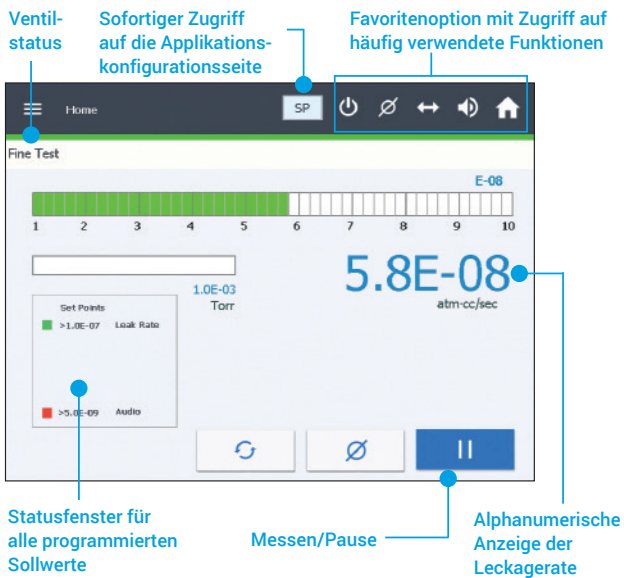 Ventil-
status
Sofortiger Zugriff
auf die Applikations-
konfigurationsseite
Favoritenoption mit Zugriff auf
häufig verwendete Funktionen
Home
SP
Fine Test
E-08
1 2 3 4 5 6 7 8 9 10
5.8E-08
atm-cc/sec
1.0E-03
Torr
Set Points
>1.0E-07 Leak Rate
>5.0E-09 Audio
Statusfenster für
alle programmierten
Sollwerte
Messen/Pause
Alphanumerische
Anzeige der
Leckagerate